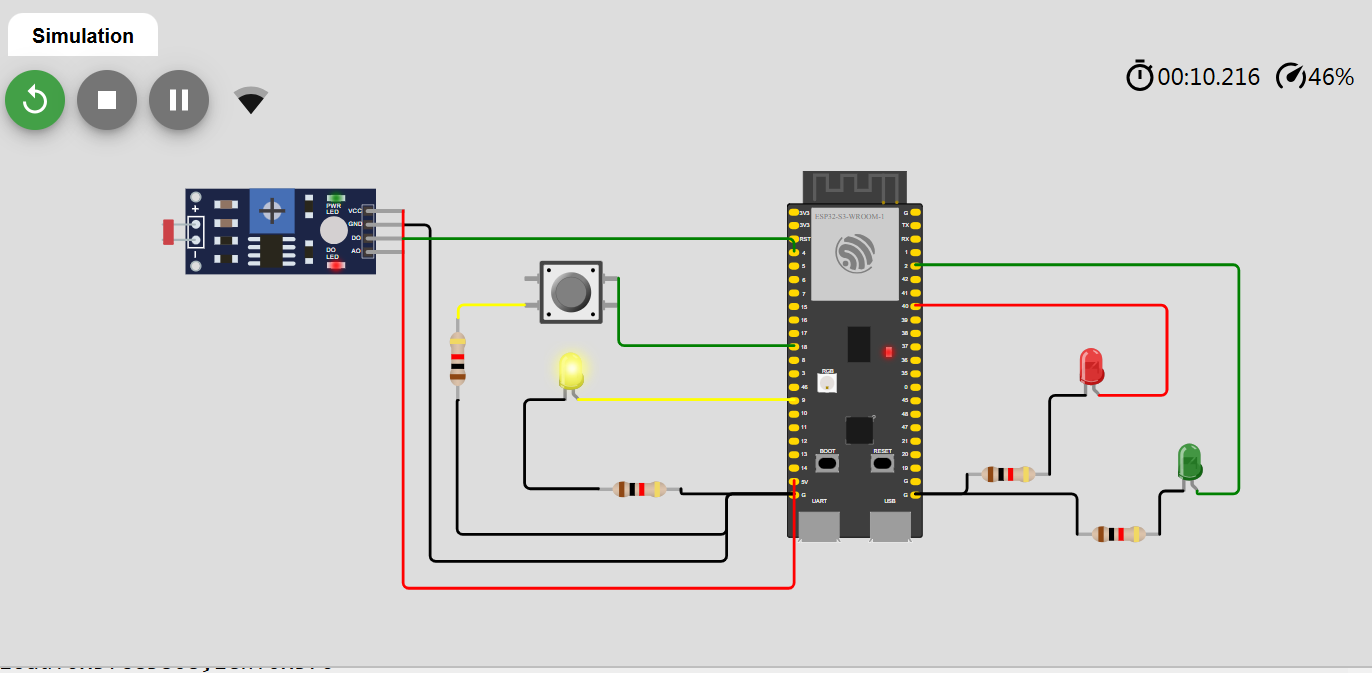 Simulation
00:10.216 46%
ESP32-S3-WROOM-1
PWR
LED
VCC
GND
DO
AO
DO
LED
+
3V3
3V3
RST
4
5
6
7
15
16
17
18
8
3
46
9
10
11
12
13
14
5V
G
G
TX
RX
1
2
42
41
40
39
38
37
36
35
0
45
48
47
21
20
19
G
G
RGB
BOOT
RESET
UART
USB